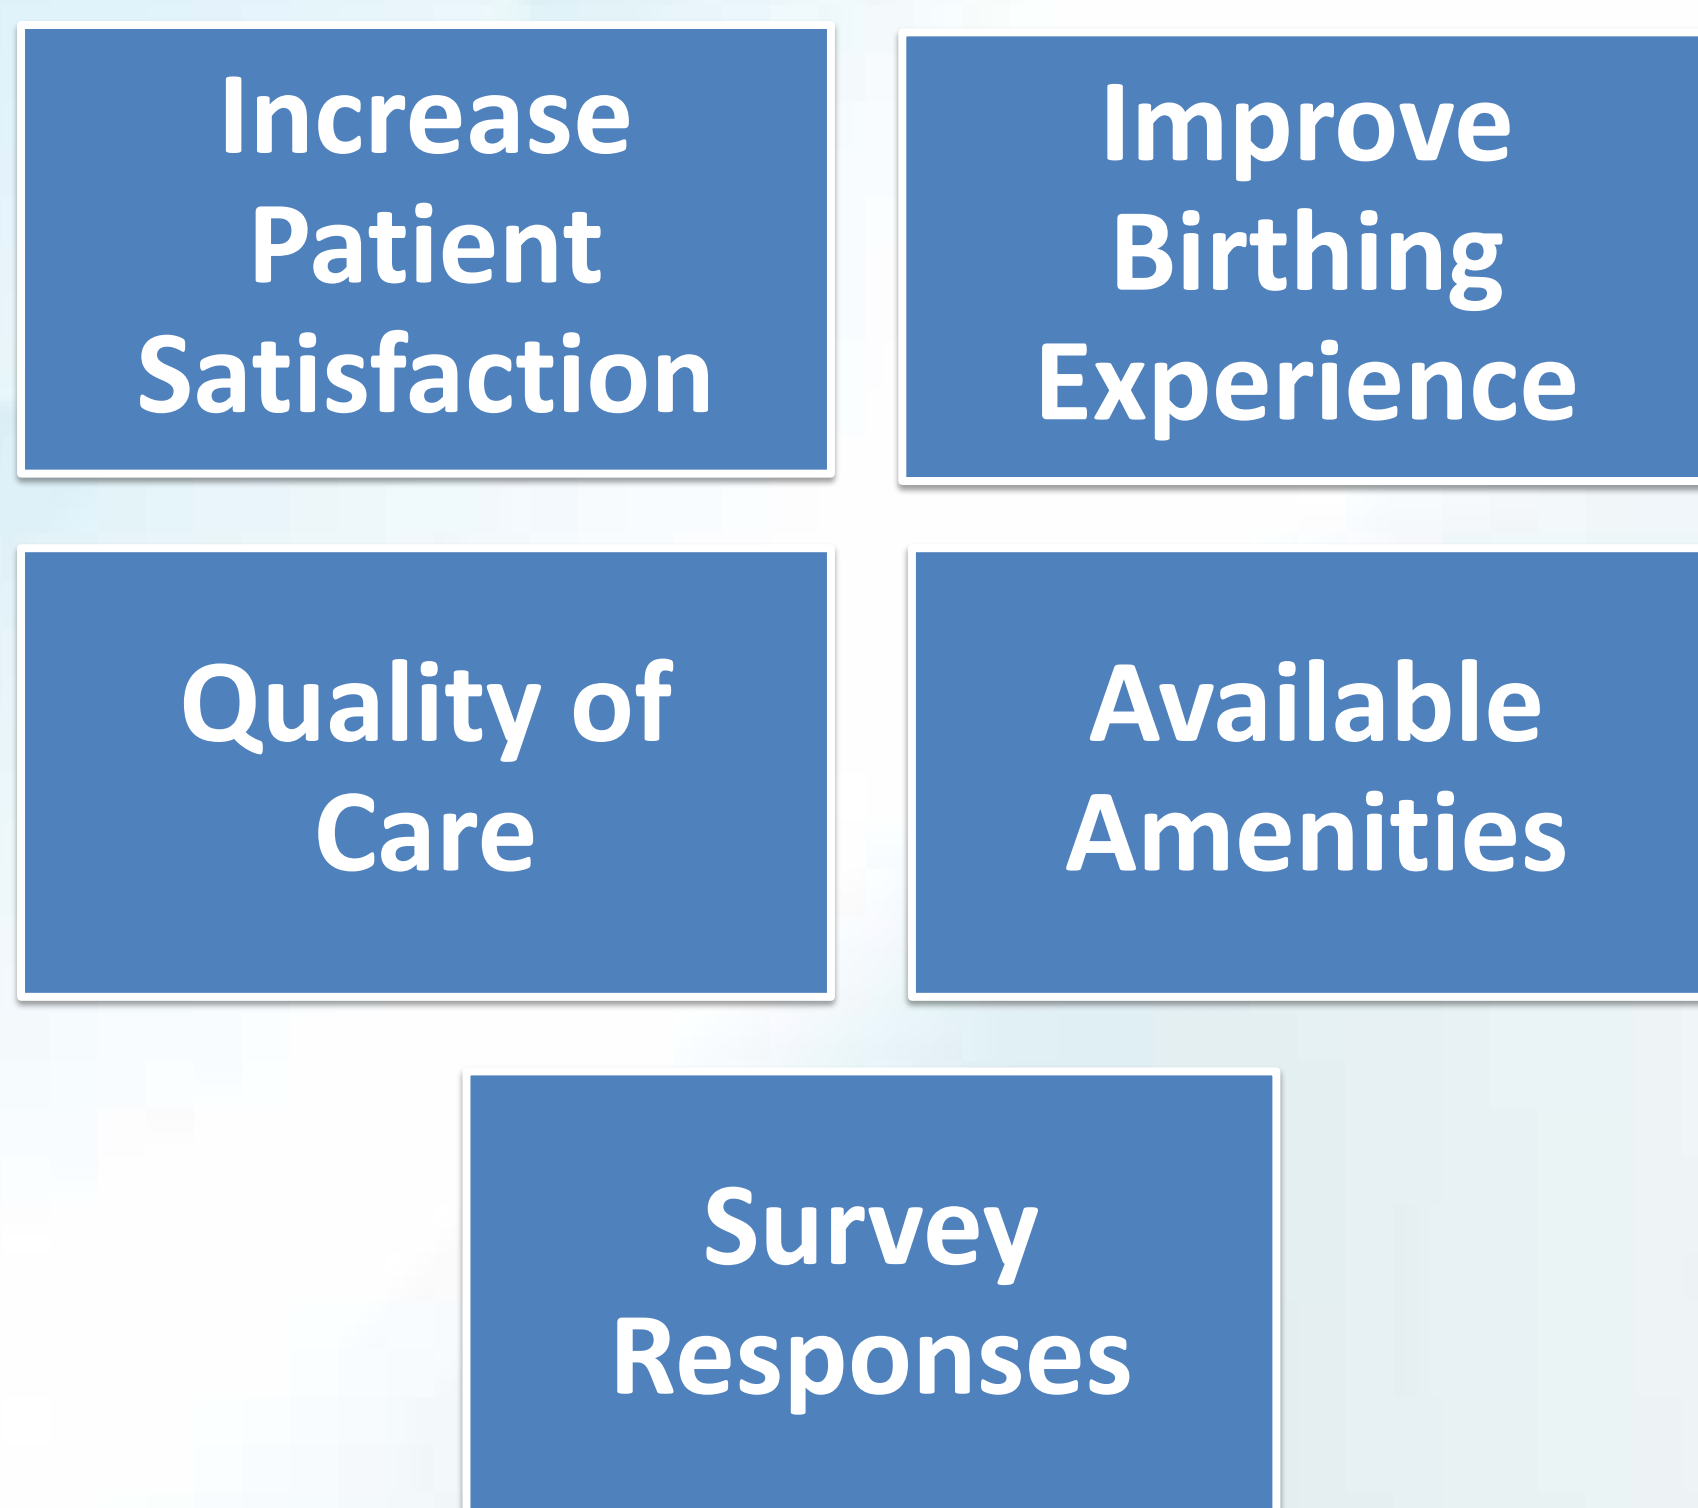 Increase
Patient
Satisfaction
Improve
Birthing
Experience
Quality of
Care
Available
Amenities
Survey
Responses